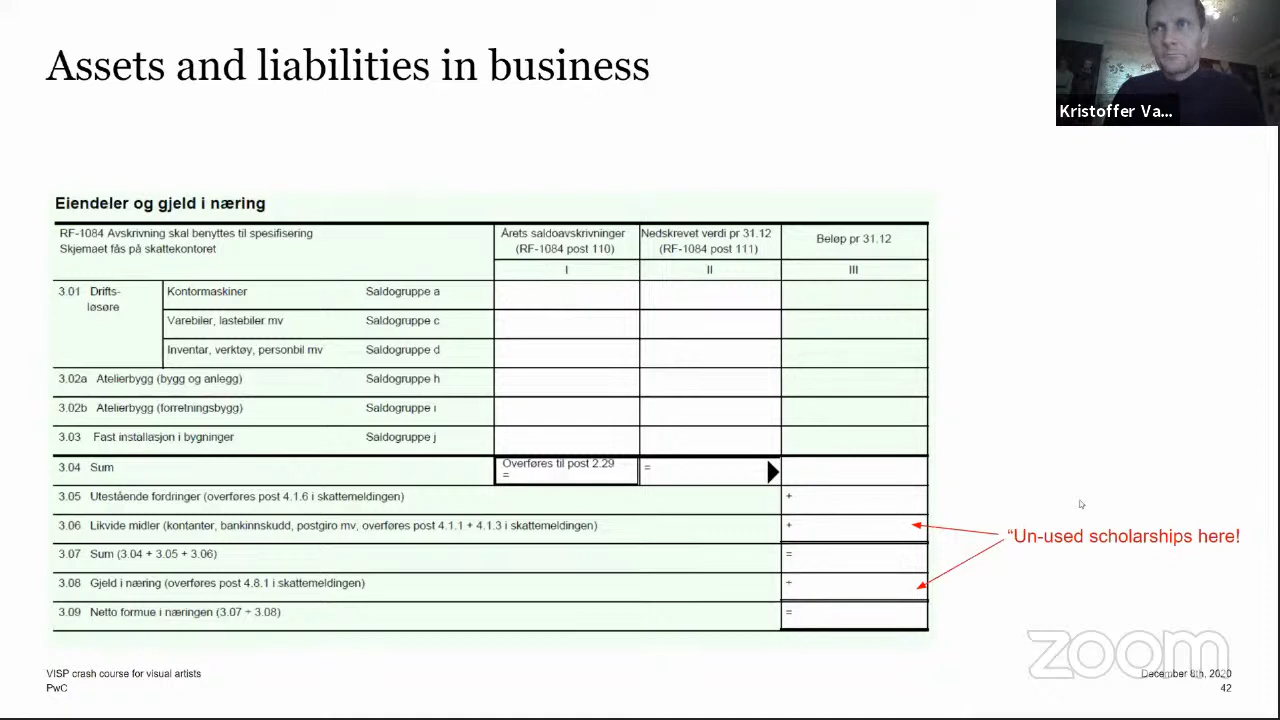 Assets and liabilities in business
Kristoffer Va...
Eiendeler og gjeld i næring
RF-1084 Avskrivning skal benyttes til spesifisering
Skjemaet fås på skattekontoret
Årets saldoavskrivninger
(RF-1084 post 110)
Nedskrevet verdi pr 31.12
(RF-1084 post 111)
Beløp pr 31.12
I
II
III
3.01 Drifts-
løsøre
Kontormaskiner Saldogruppe a
Varebiler, lastebiler mv Saldogruppe c
Inventar, verktøy, personbil mv Saldogruppe d
3.02a Atelierbygg (bygg og anlegg) Saldogruppe h
3.02b Atelierbygg (forretningsbygg) Saldogruppe i
3.03 Fast installasjon i bygninger Saldogruppe j
3.04 Sum
Overføres til post 2.29
=
=
3.05 Utestående fordringer (overføres post 4.1.6 i skattemeldingen) +
3.06 Likvide midler (kontanter, bankinnskudd, postgiro mv, overføres post 4.1.1 + 4.1.3 i skattemeldingen) +
3.07 Sum (3.04 + 3.05 + 3.06) =
3.08 Gjeld i næring (overføres post 4.8.1 i skattemeldingen) ÷
3.09 Netto formue i næringen (3.07 ÷ 3.08) =
“Un-used scholarships here!
zoom
VISP crash course for visual artists
PwC
December 8th, 2020
42